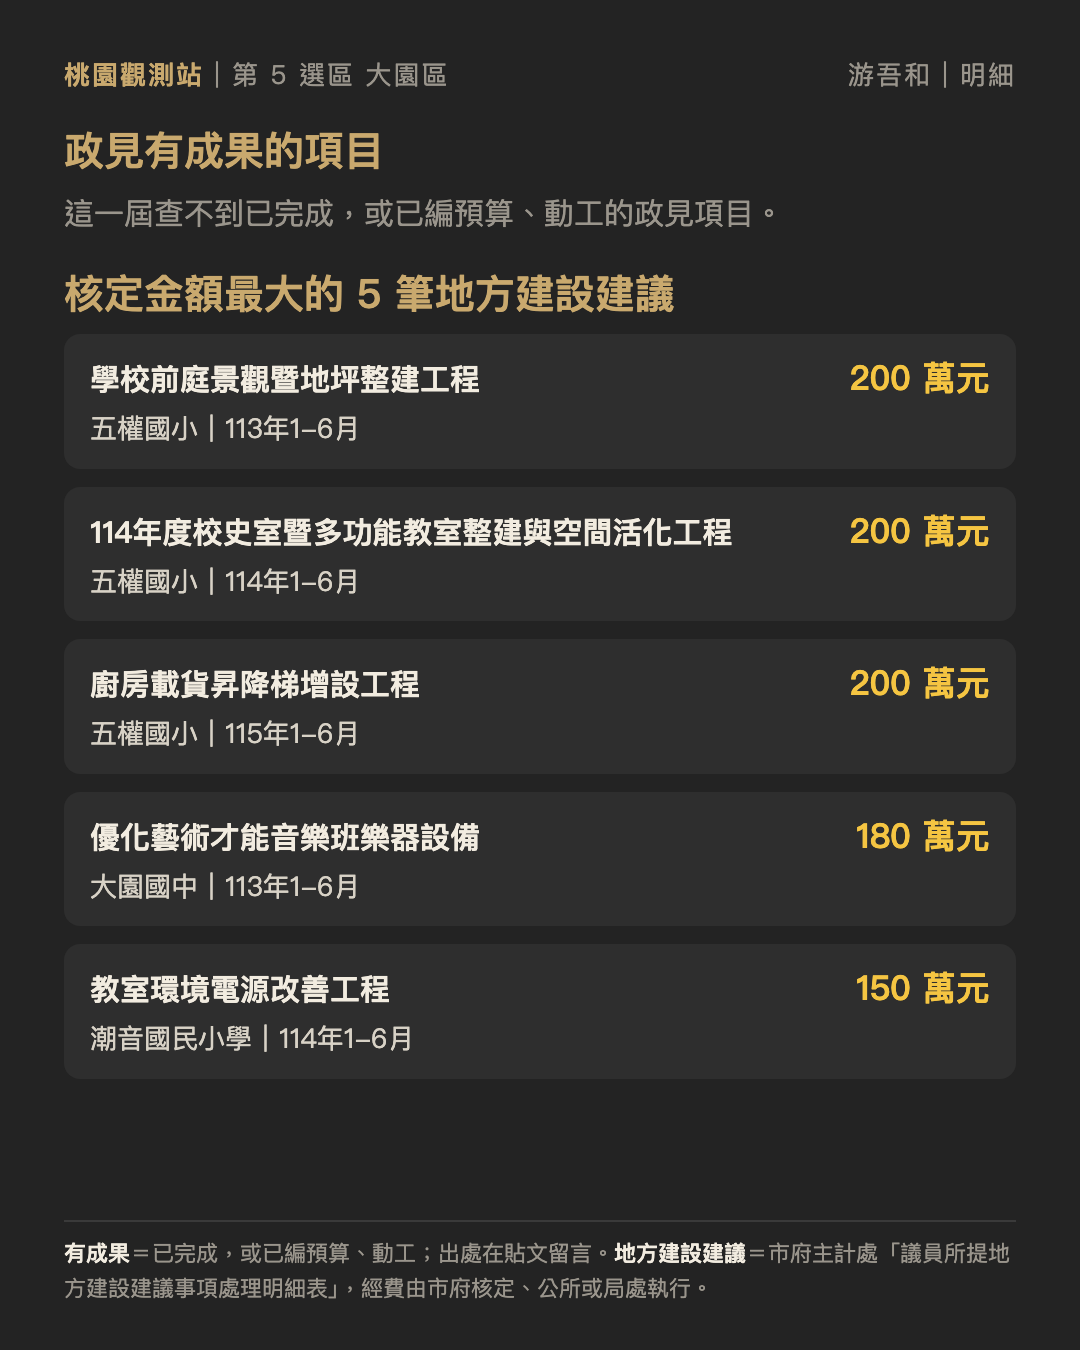 桃園觀測站｜第 5 選區 大園區
游吾和｜明細
政見有成果的項目
這一屆查不到已完成，或已編預算、動工的政見項目。
核定金額最大的 5 筆地方建設建議
學校前庭景觀暨地坪整建工程
200 萬元
五權國小｜113年1–6月
114年度校史室暨多功能教室整建與空間活化工程
200 萬元
五權國小｜114年1–6月
廚房載貨昇降梯增設工程
200 萬元
五權國小｜115年1–6月
優化藝術才能音樂班樂器設備
180 萬元
大園國中｜113年1–6月
教室環境電源改善工程
150 萬元
潮音國民小學｜114年1–6月
有成果＝已完成，或已編預算、動工；出處在貼文留言。地方建設建議＝市府主計處「議員所提地
方建設建議事項處理明細表」，經費由市府核定、公所或局處執行。